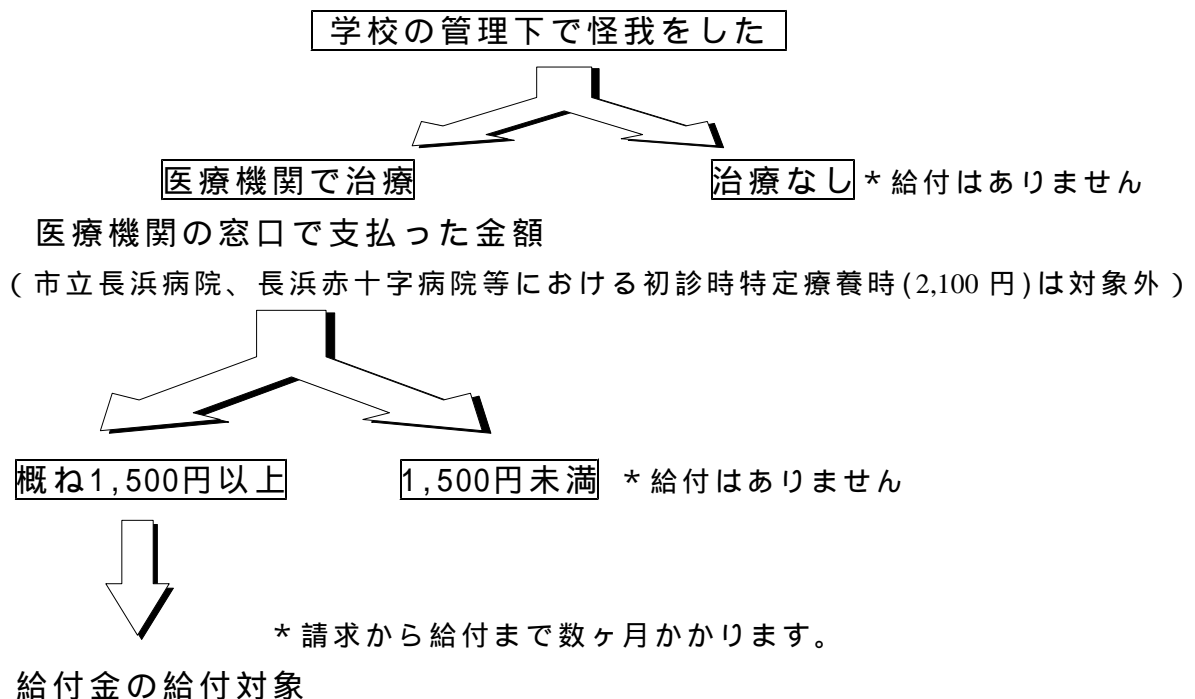 学校の管理下で怪我をした
医療機関で治療 治療なし *給付はありません
医療機関の窓口で支払った金額
(市立長浜病院、長浜赤十字病院等における初診時特定療養時(2,100 円)は対象外)
概ね1,500円以上 1,500円未満 *給付はありません
*請求から給付まで数ヶ月かかります。
給付金の給付対象